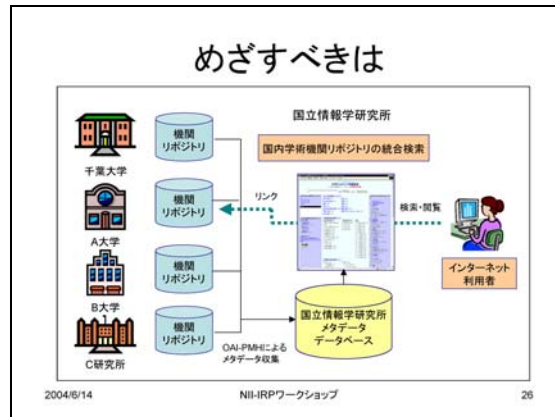 めざすべきは
国立情報学研究所
国内学術機関リポジトリの統合検索
千葉大学
機関
リポジトリ
A大学
機関
リポジトリ
リンク
検索・閲覧
インターネット
利用者
B大学
1
機関
リポジトリ
C研究所
機関
リポジトリ
OAI-PMHによる
メタデータ収集
国立情報学研究所
メタデータ
データベース
2004/6/14
NII-IRPワークショップ
26